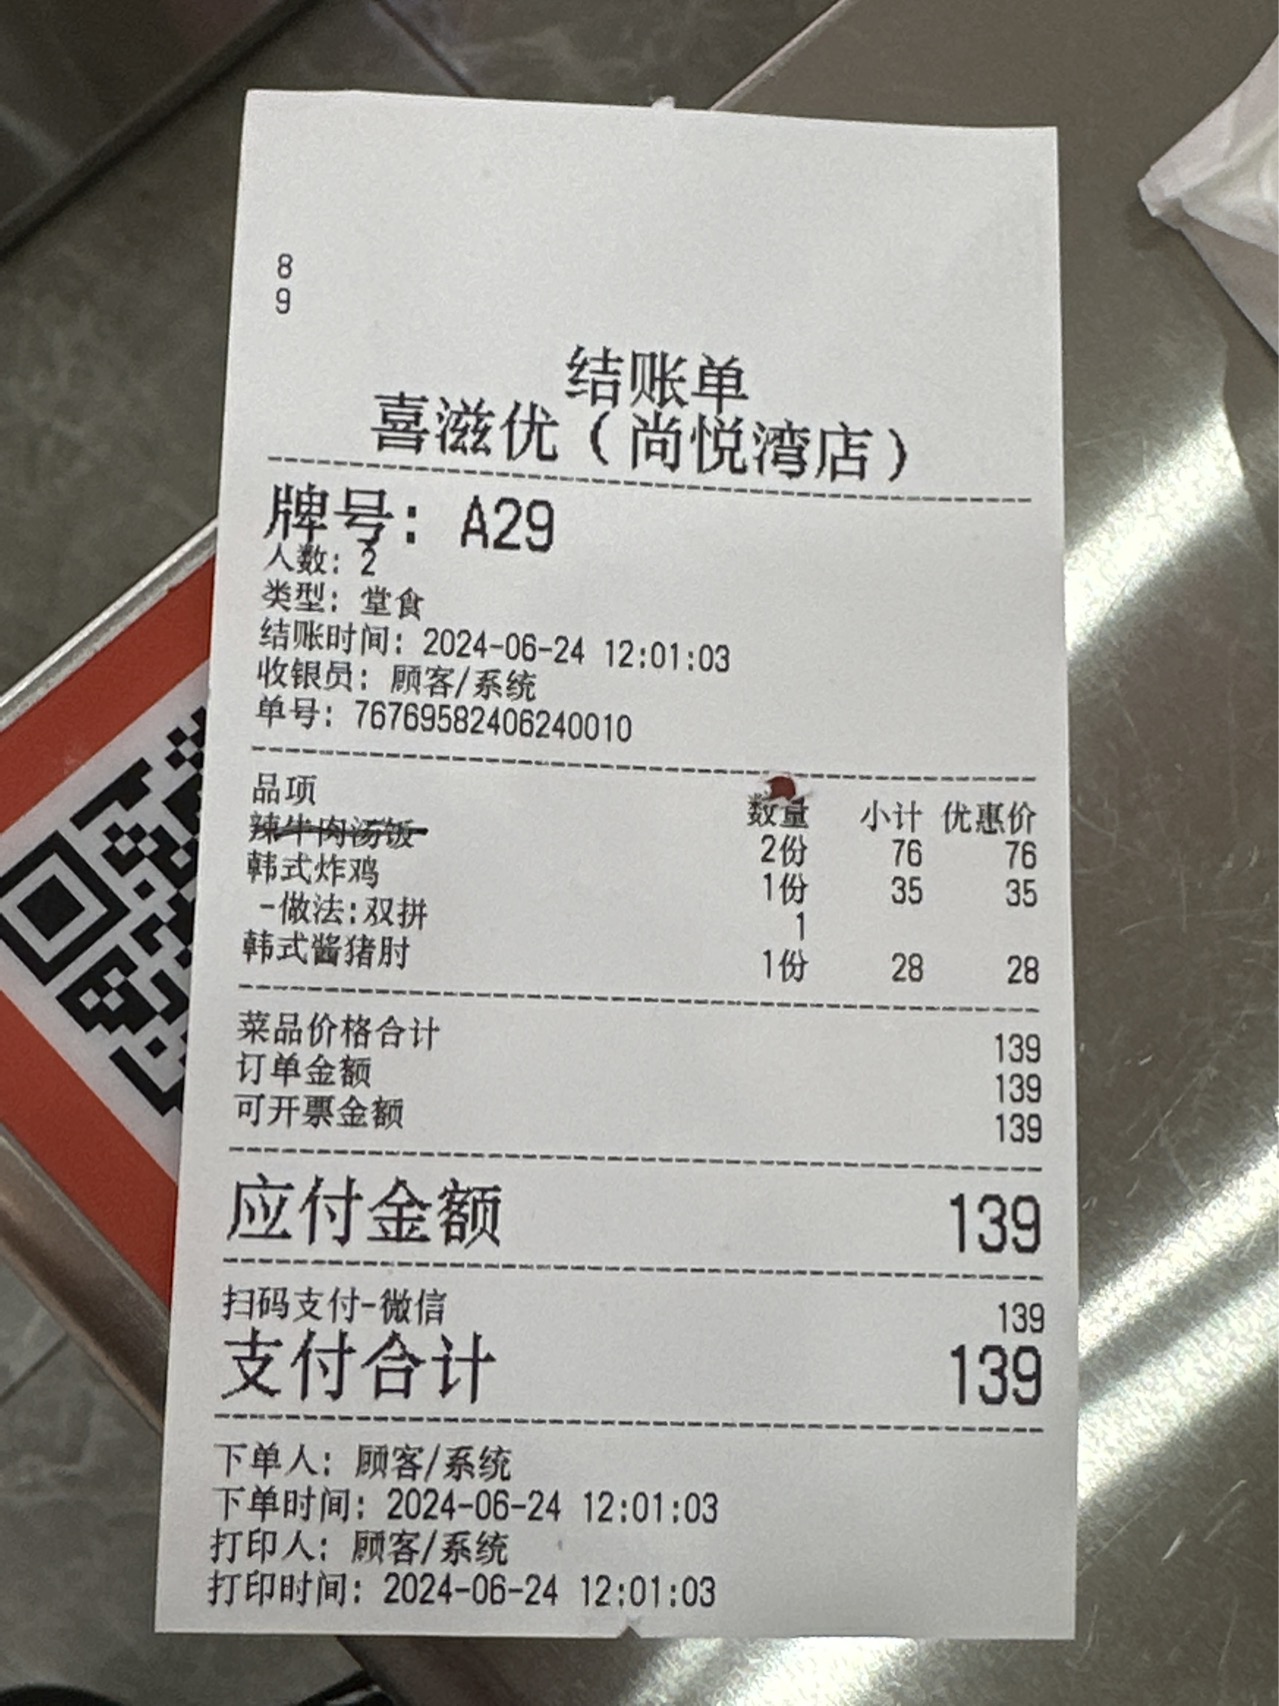 8
9
结账单
喜滋优（尚悦湾店）
牌号: A29
人数: 2
类型: 堂食
结账时间: 2024-06-24 12:01:03
收银员: 顾客/系统
单号: 76769582406240010
品项 数量 小计 优惠价
辣牛肉汤饭 2份 76 76
韩式炸鸡 1份 35 35
-做法:双拼 1
韩式酱猪肘 1份 28 28
菜品价格合计 139
订单金额 139
可开票金额 139
应付金额 139
扫码支付-微信 139
支付合计 139
下单人: 顾客/系统
下单时间: 2024-06-24 12:01:03
打印人: 顾客/系统
打印时间: 2024-06-24 12:01:03